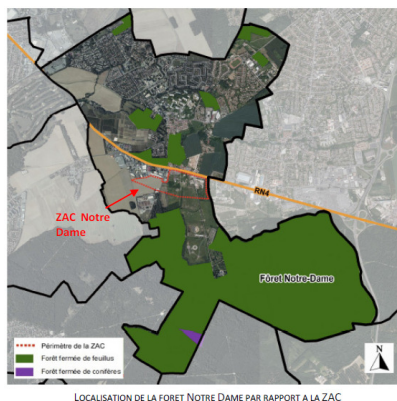 RN4
ZAC Notre
Dame
Fôret Notre-Dame
Périmètre de la ZAC
Forêt fermée de feuillus
Forêt fermée de conifères
N
LOCALISATION DE LA FORET NOTRE DAME PAR RAPPORT A LA ZAC